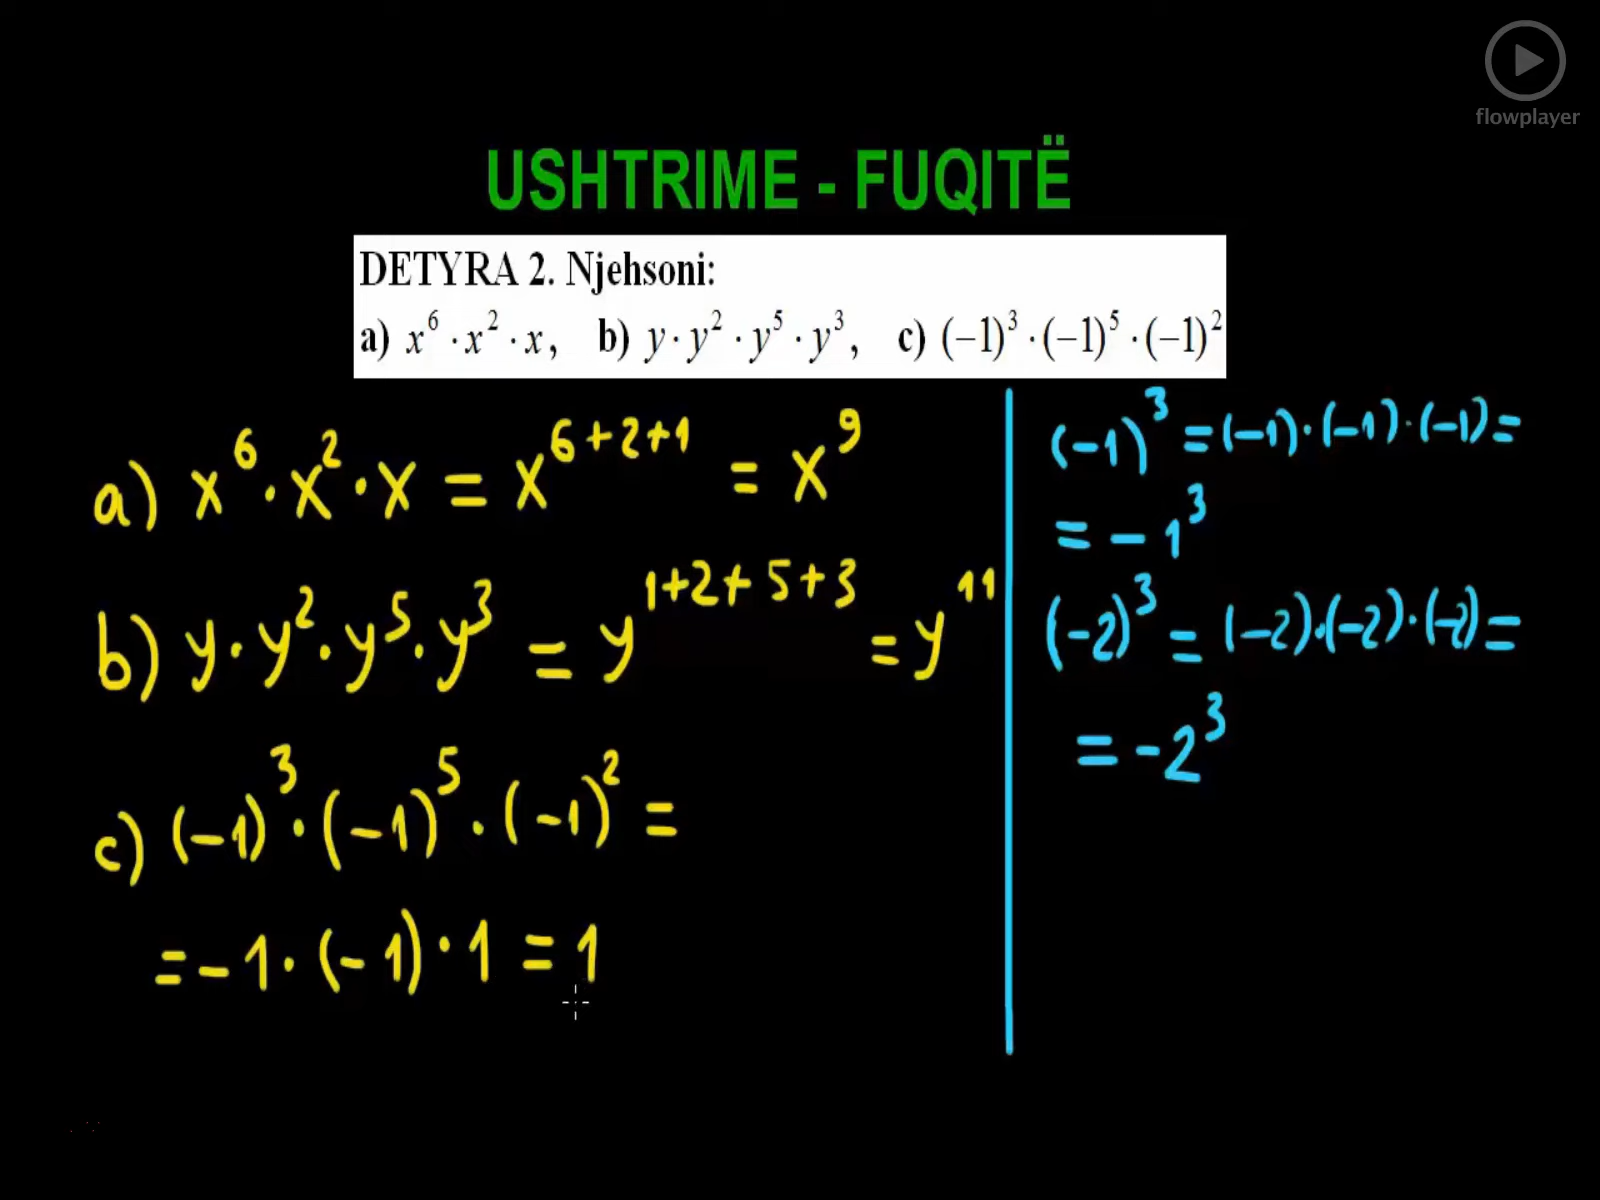 flowplayer
USHTRIME - FUQITË
DETYRA 2. Njehsoni:
a) x⁶ · x² · x, b) y · y² · y⁵ · y³, c) (−1)³ · (−1)⁵ · (−1)²
a) x⁶ · x² · x = x⁶⁺²⁺¹ = x⁹
b) y · y² · y⁵ · y³ = y¹⁺²⁺⁵⁺³ = y¹¹
c) (−1)³ · (−1)⁵ · (−1)² =
= −1 · (−1) · 1 = 1
(−1)³ = (−1) · (−1) · (−1) =
= −1³
(−2)³ = (−2) · (−2) · (−2) =
= −2³